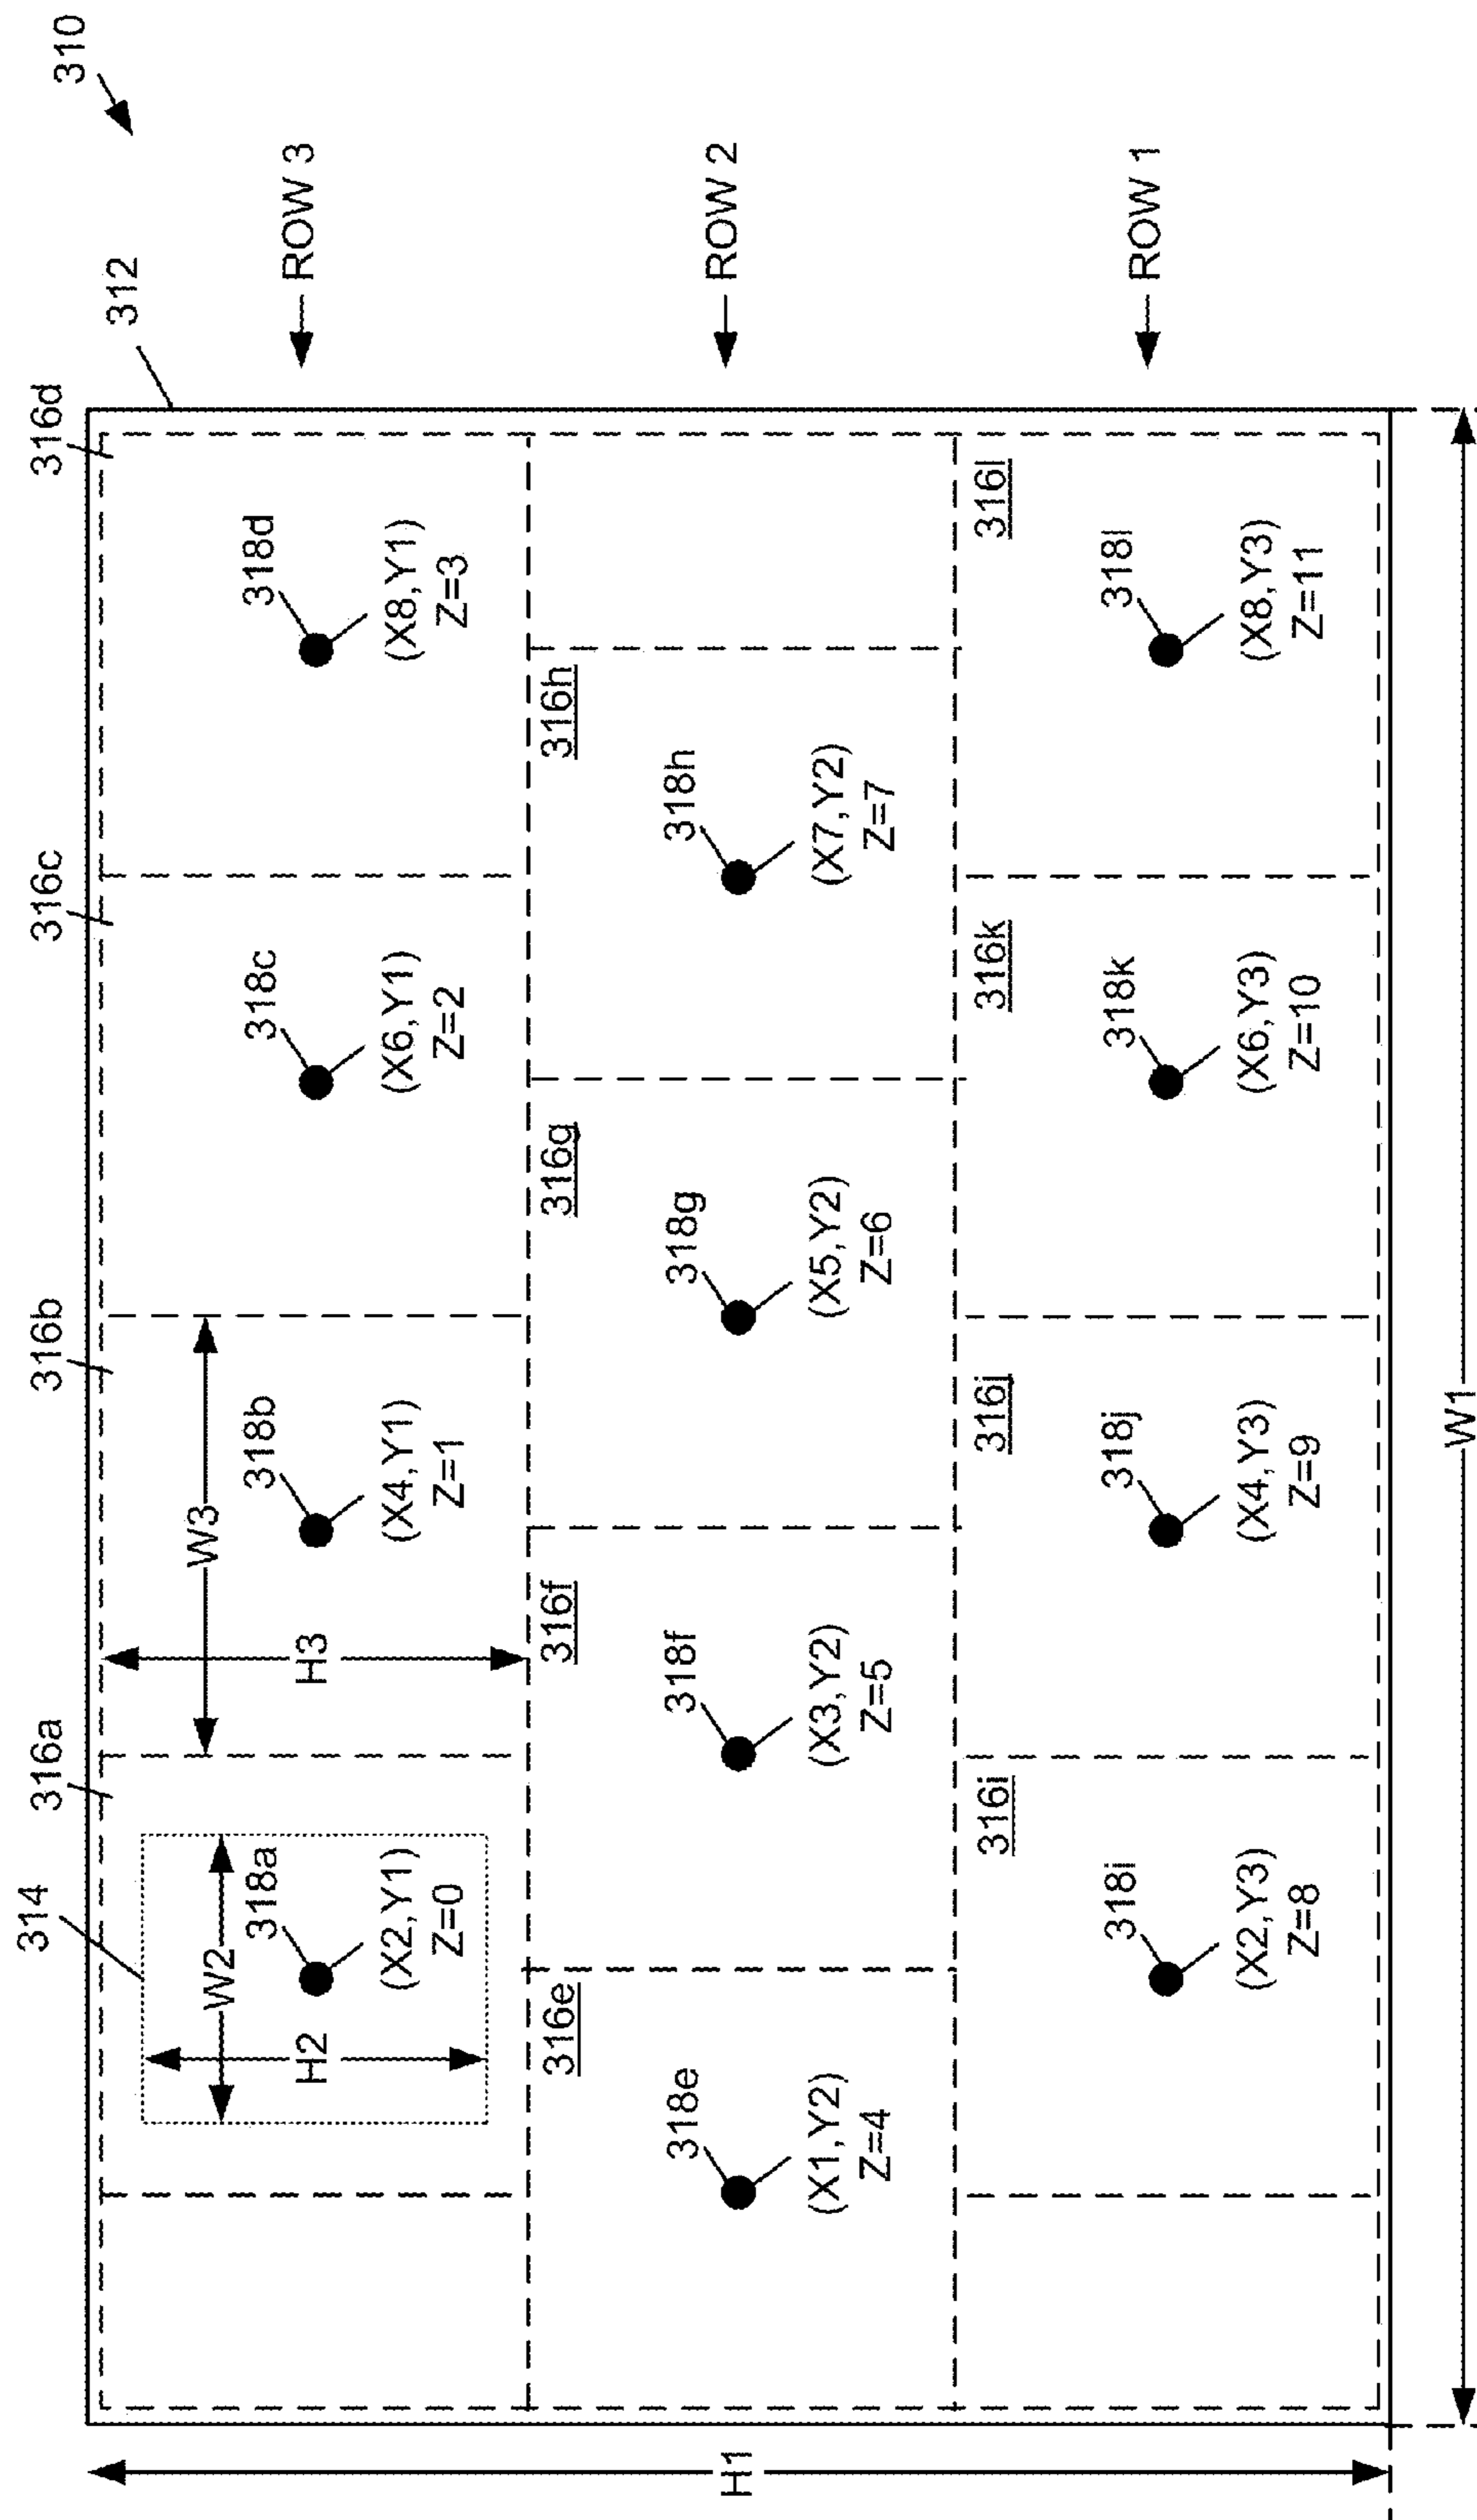 310
312
314
316a
316b
316c
316d
W2
H2
318a
(X2,Y1)
Z=0
W3
H3
318b
(X4,Y1)
Z=1
318c
(X6,Y1)
Z=2
318d
(X8,Y1)
Z=3
ROW 3
316e
318e
(X1,Y2)
Z=4
316f
318f
(X3,Y2)
Z=5
316g
318g
(X5,Y2)
Z=6
316h
318h
(X7,Y2)
Z=7
ROW 2
316i
318i
(X2,Y3)
Z=8
316j
318j
(X4,Y3)
Z=9
316k
318k
(X6,Y3)
Z=10
316l
318l
(X8,Y3)
Z=11
ROW 1
H1
W1